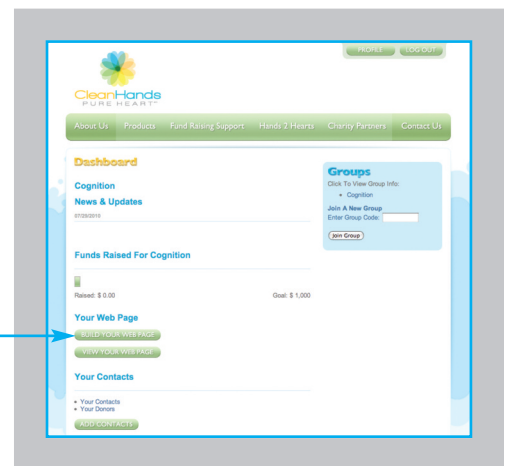 PROFILE LOG OUT
CleanHands
PURE HEART™
About Us Products Fund Raising Support Hands 2 Hearts Charity Partners Contact Us
Dashboard
Cognition
News & Updates
07/20/2010
Funds Raised For Cognition
Raised: $ 0.00 Goal: $ 1,000
Your Web Page
BUILD YOUR WEB PAGE
VIEW YOUR WEB PAGE
Your Contacts
Your Contacts
Your Donors
ADD CONTACTS
Groups
Click To View Group Info:
Cognition
Join A New Group
Enter Group Code:
Join Group